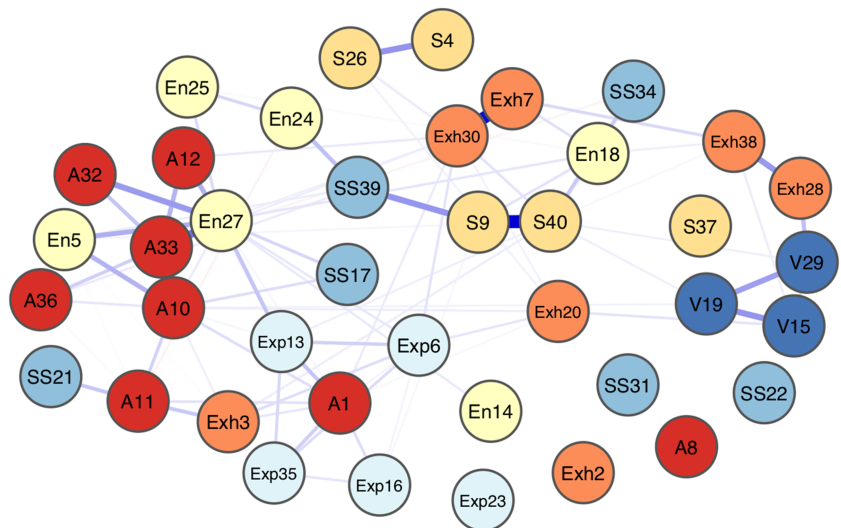 S4
S26
En25
Exh7
SS34
En24
Exh30
Exh38
En18
A12
A32
SS39
Exh28
En27
S9
S40
S37
En5
A33
V29
SS17
A36
A10
V19
Exh20
V15
Exp13
Exp6
SS21
SS31
SS22
A11
A1
En14
Exh3
A8
Exp35
Exh2
Exp16
Exp23